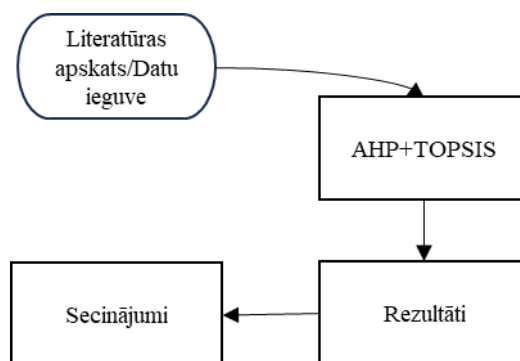 Literatūras
apskats/Datu
ieguve
AHP+TOPSIS
Rezultāti
Secinājumi